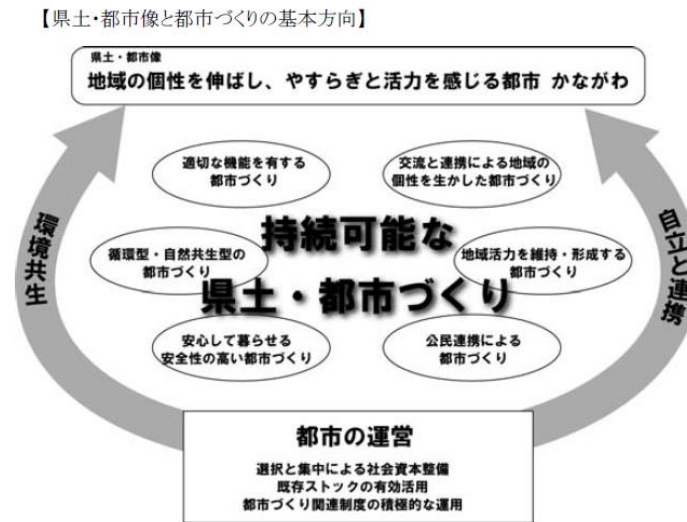 【県土・都市像と都市づくりの基本方向】
県土・都市像
地域の個性を伸ばし、やすらぎと活力を感じる都市 かながわ
適切な機能を有する
都市づくり
交流と連携による地域の
個性を生かした都市づくり
環境共生
持続可能な
県土・都市づくり
自立と連携
循環型・自然共生型の
都市づくり
地域活力を維持・形成する
都市づくり
安心して暮らせる
安全性の高い都市づくり
公民連携による
都市づくり
都市の運営
選択と集中による社会資本整備
既存ストックの有効活用
都市づくり関連制度の積極的な運用